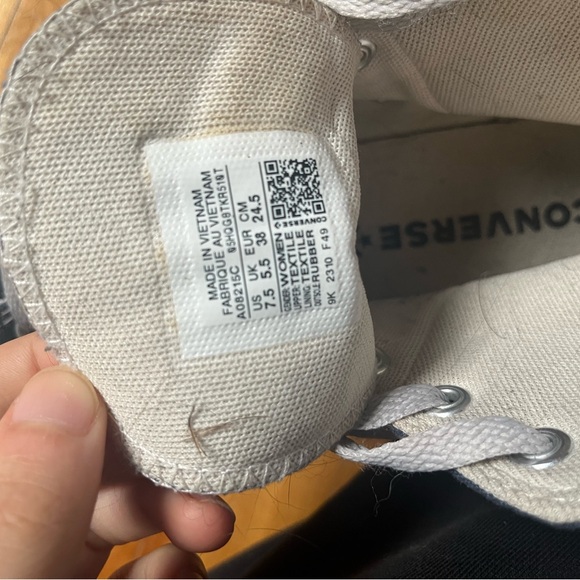 MADE IN VIETNAM
FABRIQUE AU VIETNAM
A08215C
US UK EUR CM
7.5 5.5 38 24.5
GENDER: WOMEN
UPPER: TEXTILE
LINING: TEXTILE
OUTSOLE: RUBBER
9K 2310 F49
CONVERSE
CONVERSE